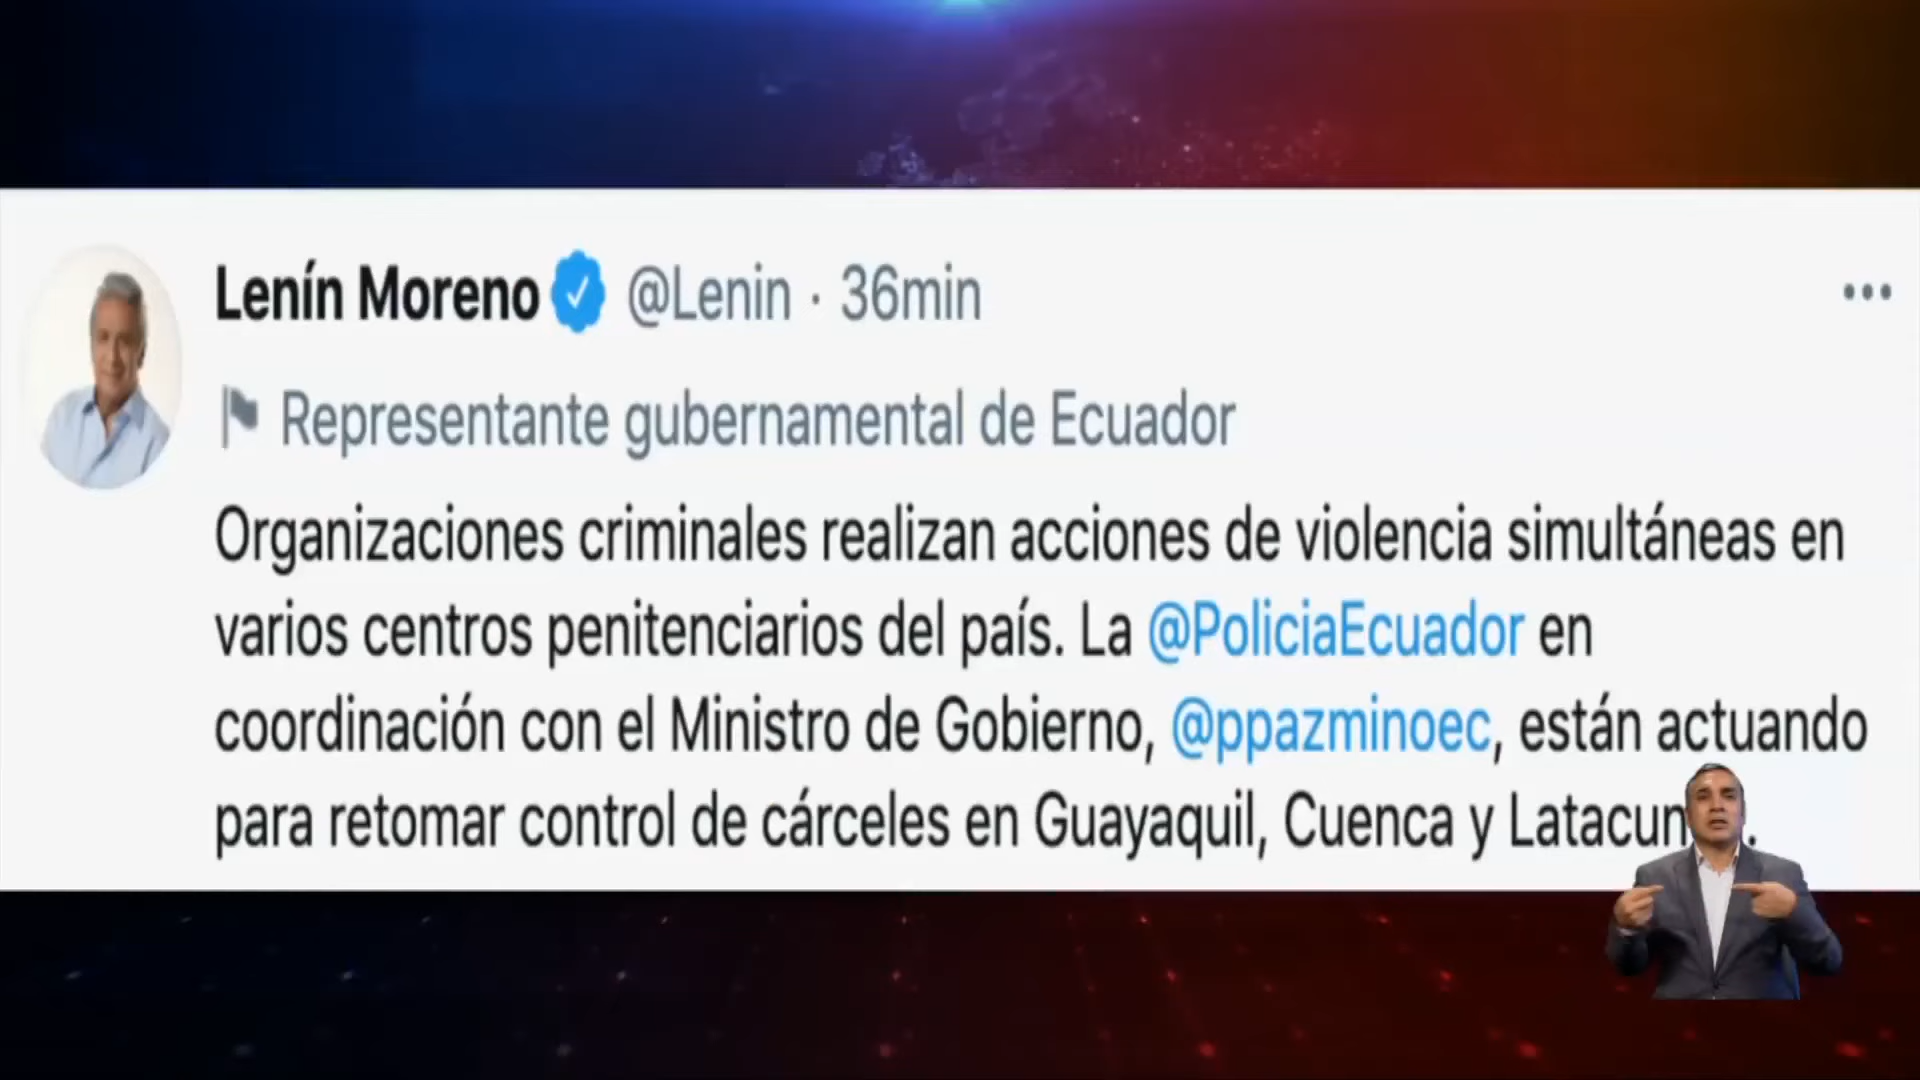 Lenín Moreno @Lenin · 36min
Representante gubernamental de Ecuador
Organizaciones criminales realizan acciones de violencia simultáneas en
varios centros penitenciarios del país. La @PoliciaEcuador en
coordinación con el Ministro de Gobierno, @ppazminoec, están actuando
para retomar control de cárceles en Guayaquil, Cuenca y